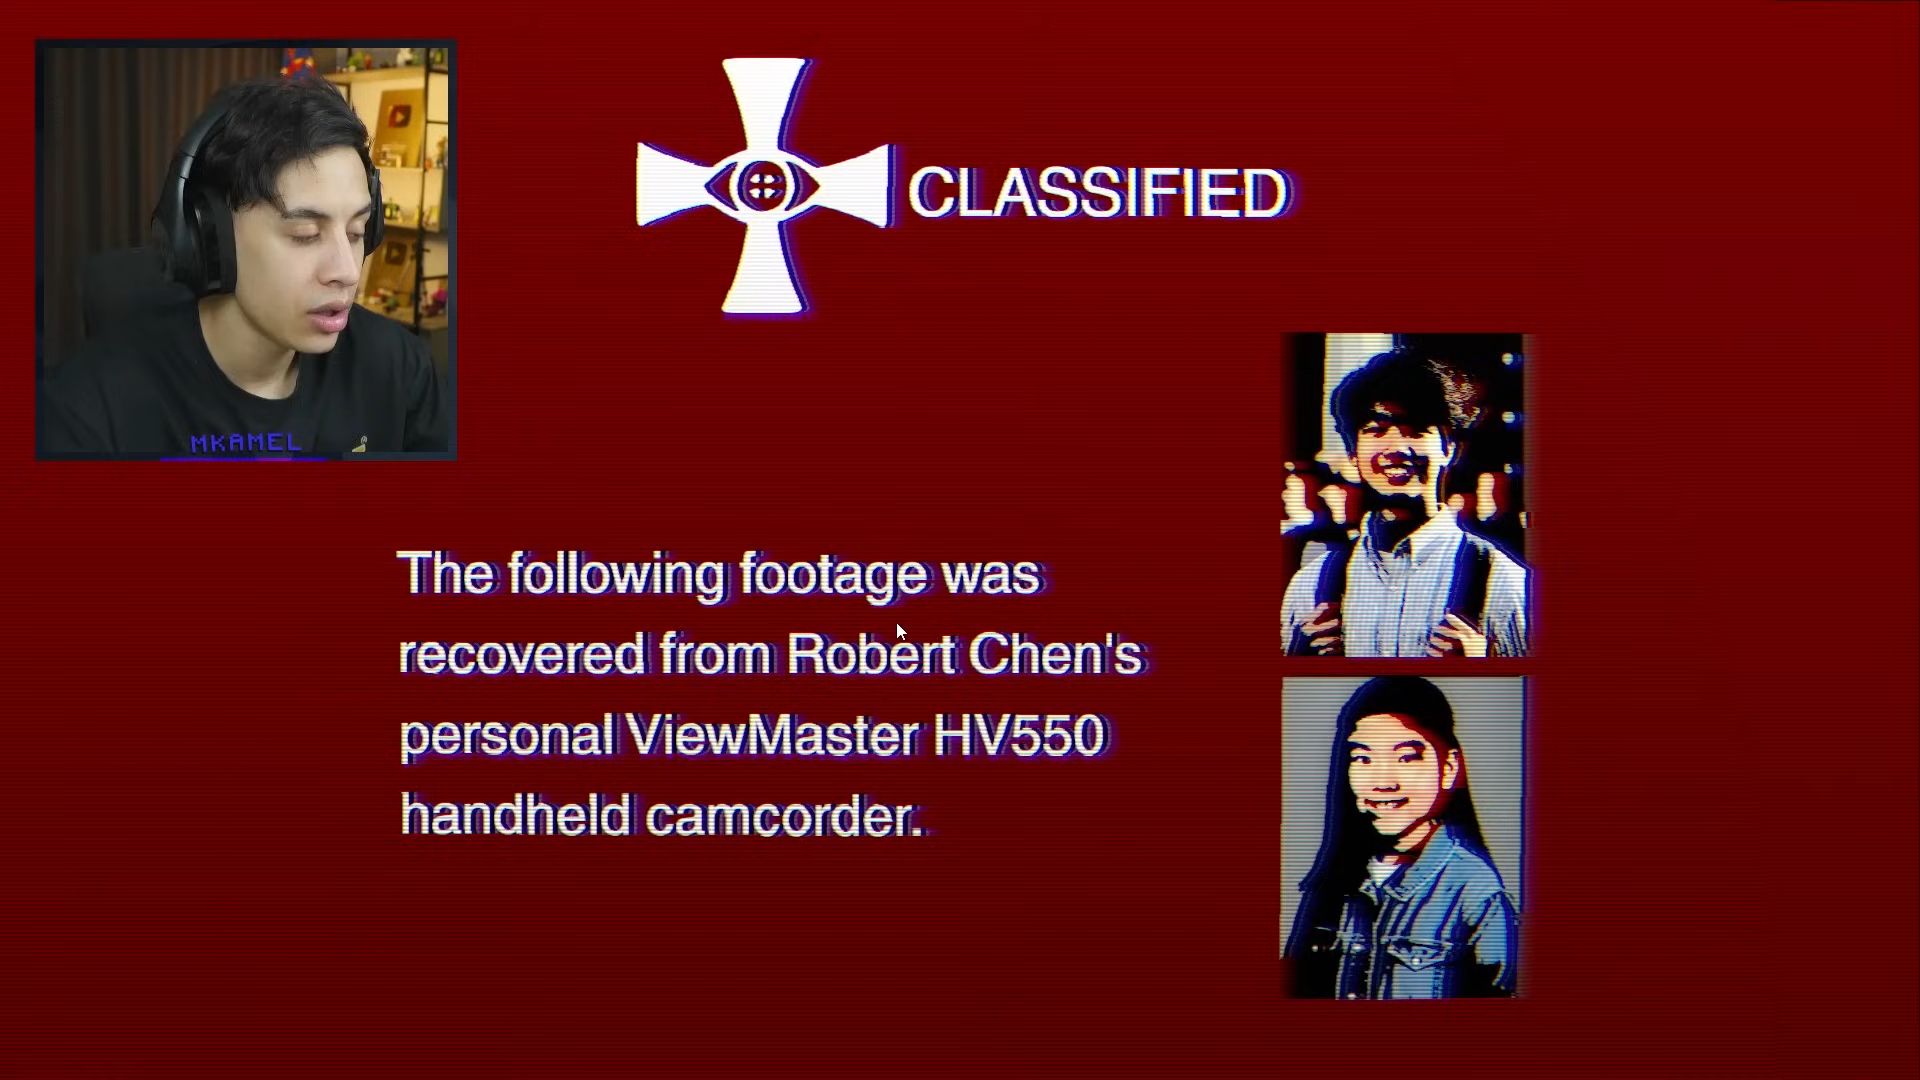 MKAMEL
CLASSIFIED
The following footage was
recovered from Robert Chen's
personal ViewMaster HV550
handheld camcorder.